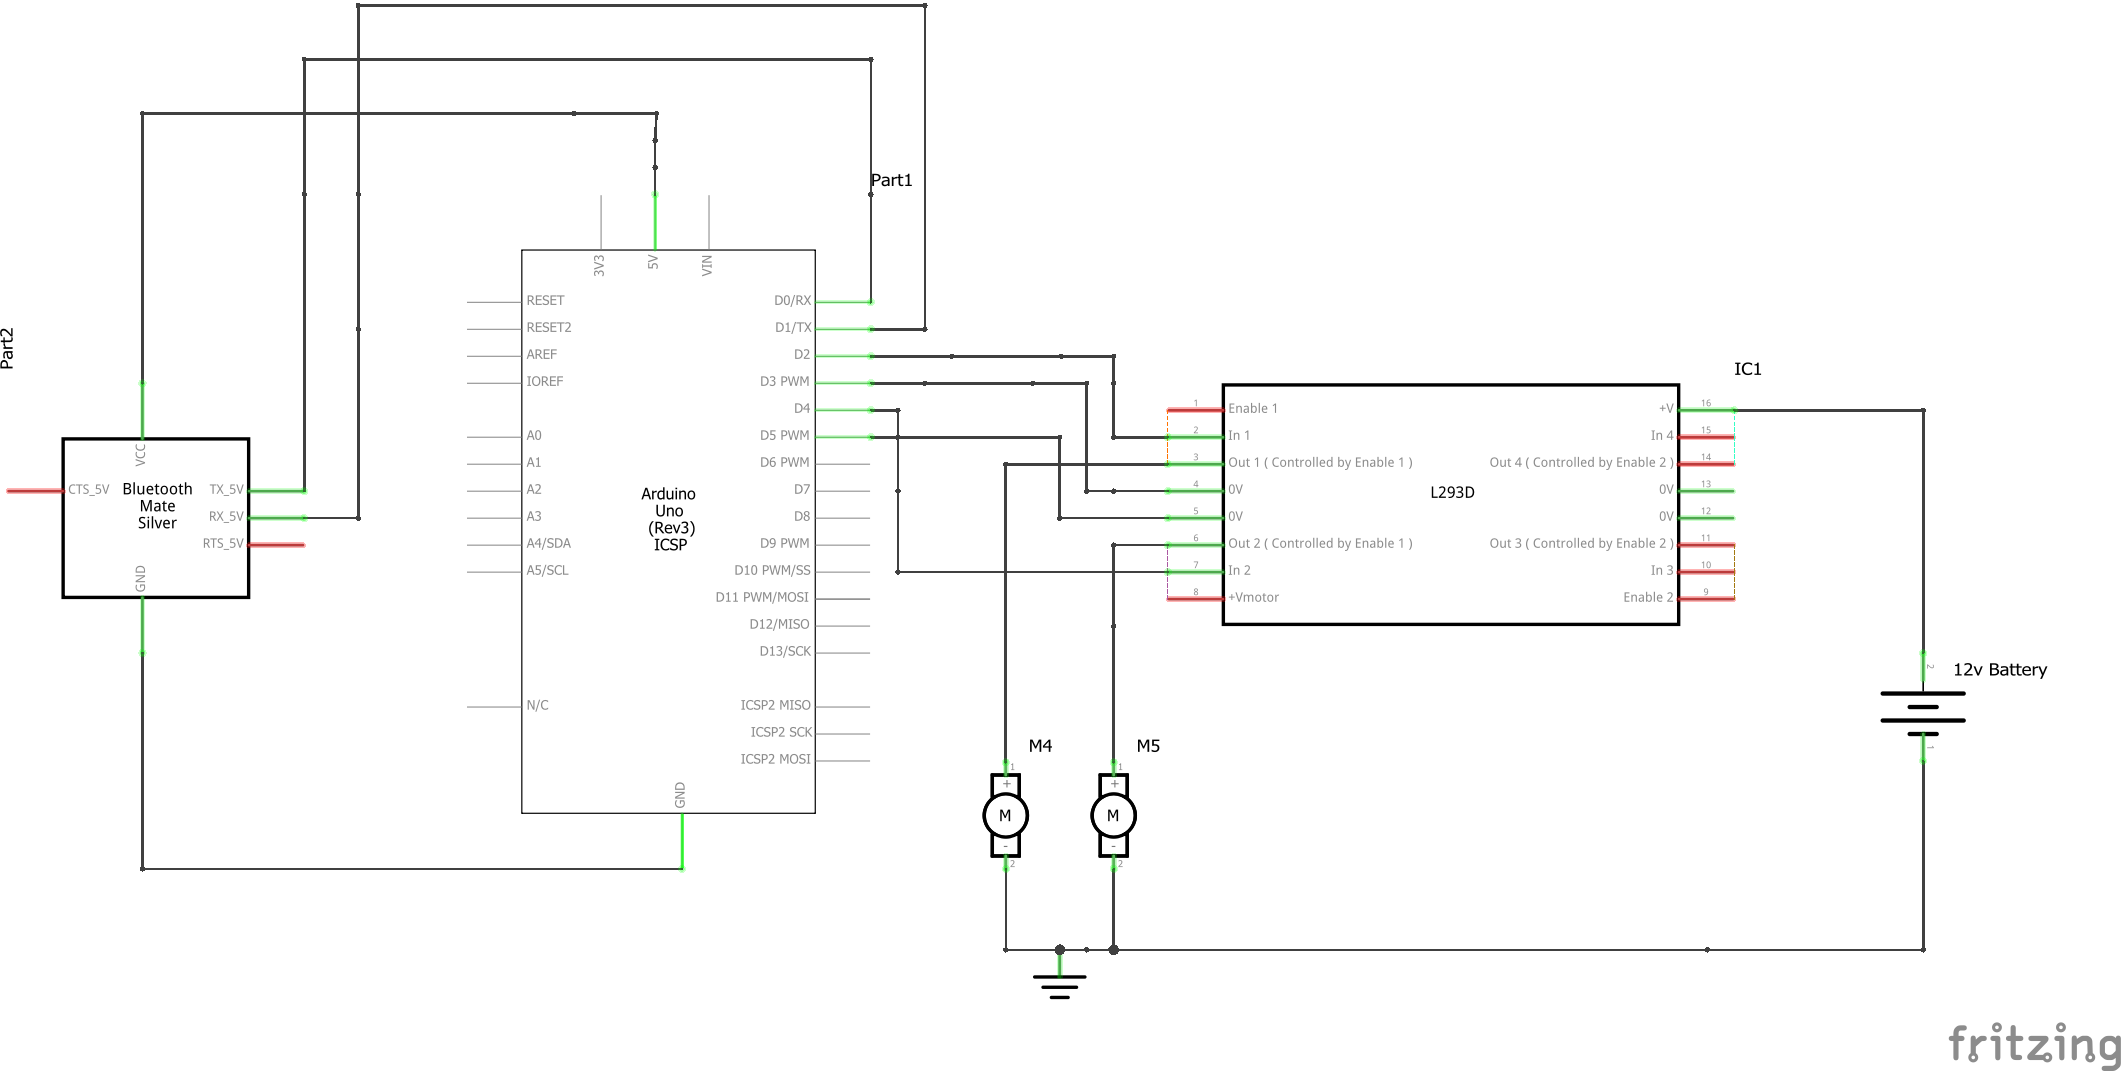 Part1
Part2
3V3
5V
VIN
RESET
RESET2
AREF
IOREF
A0
A1
A2
A3
A4/SDA
A5/SCL
N/C
Arduino
Uno
(Rev3)
ICSP
D0/RX
D1/TX
D2
D3 PWM
D4
D5 PWM
D6 PWM
D7
D8
D9 PWM
D10 PWM/SS
D11 PWM/MOSI
D12/MISO
D13/SCK
ICSP2 MISO
ICSP2 SCK
ICSP2 MOSI
GND
VCC
CTS_5V
Bluetooth
Mate
Silver
TX_5V
RX_5V
RTS_5V
GND
IC1
1 Enable 1
2 In 1
3 Out 1 ( Controlled by Enable 1 )
4 0V
5 0V
6 Out 2 ( Controlled by Enable 1 )
7 In 2
8 +Vmotor
L293D
+V 16
In 4 15
Out 4 ( Controlled by Enable 2 ) 14
0V 13
0V 12
Out 3 ( Controlled by Enable 2 ) 11
In 3 10
Enable 2 9
2
12v Battery
1
M4
1
+
M
-
2
M5
1
+
M
-
2
fritzing